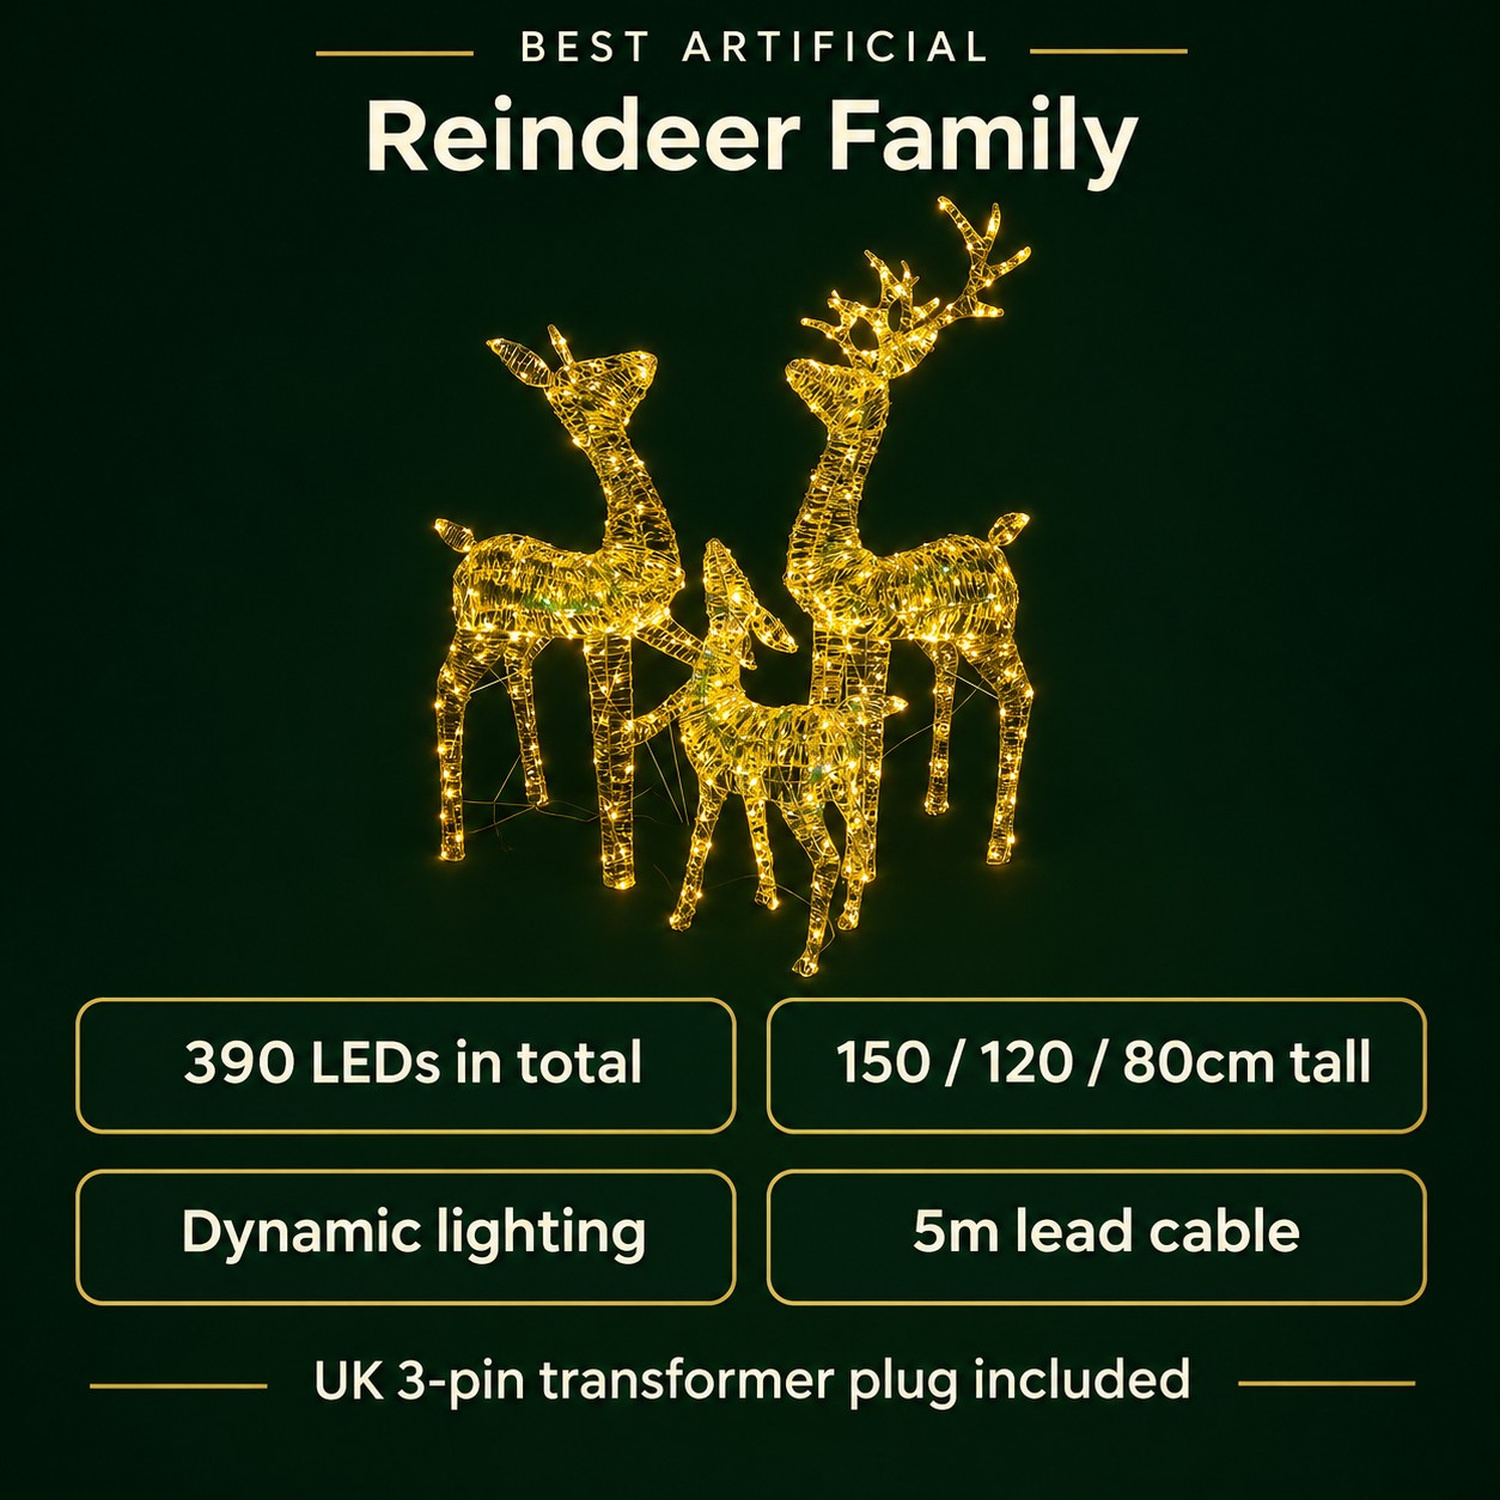 BEST ARTIFICIAL
Reindeer Family
390 LEDs in total
150 / 120 / 80cm tall
Dynamic lighting
5m lead cable
UK 3-pin transformer plug included